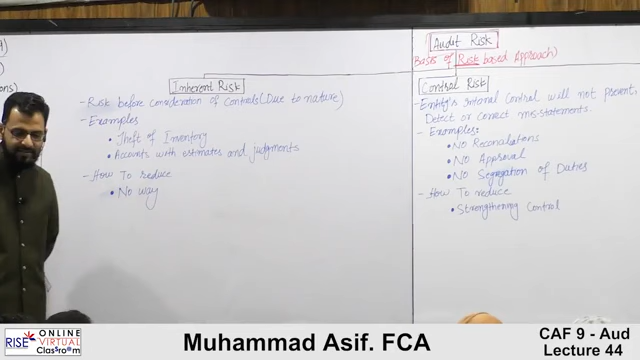 Audit Risk
Basis of Risk based Approach)
Inherent Risk
- Risk before consideration of Controls (Due to nature)
- Examples
• Theft of Inventory
• Accounts with estimates and judgments
- How to reduce
• No way
Control Risk
- Entity's Internal Control will not prevent,
Detect or correct mis-statements.
- Examples:
• NO Reconciliations
• NO Approval
• NO Segregation of Duties
- How To reduce
• Strengthening Control
RISE ONLINE
VIRTUAL
Classroom
Muhammad Asif. FCA
CAF 9 - Aud
Lecture 44